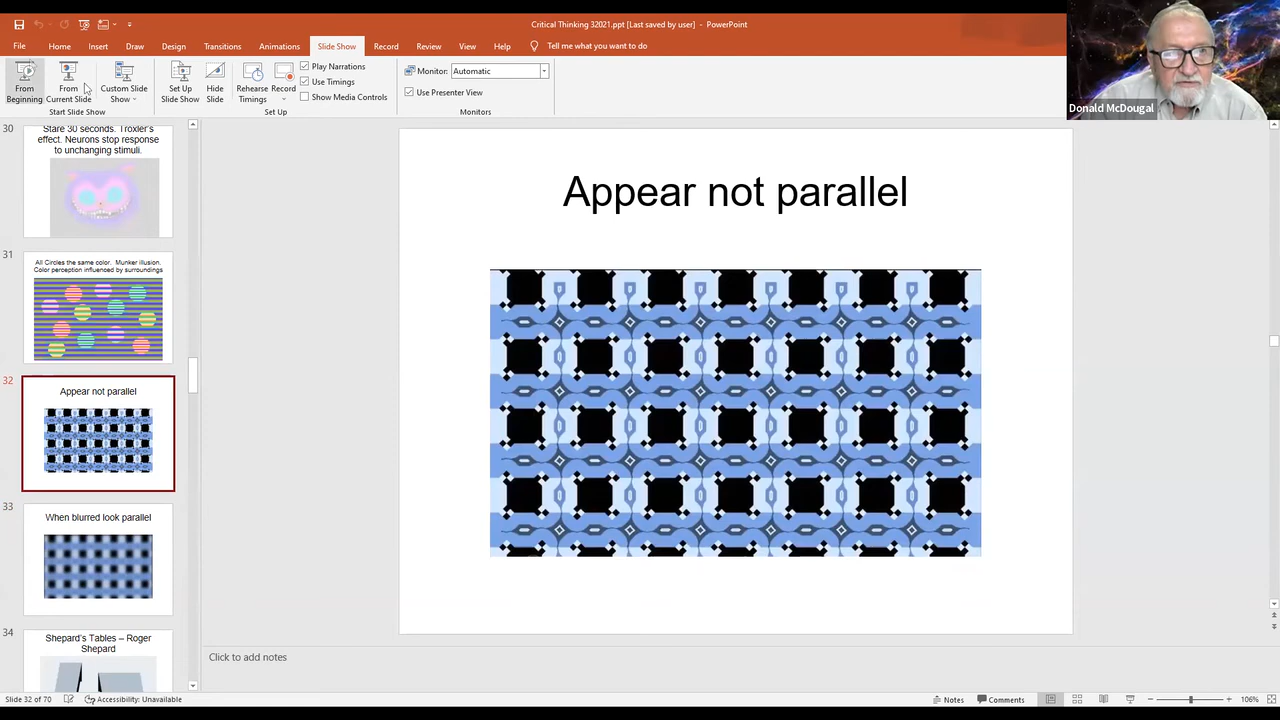 Critical Thinking 32021.ppt [Last saved by user] - PowerPoint
File Home Insert Draw Design Transitions Animations Slide Show Record Review View Help Tell me what you want to do
From Beginning
From Current Slide
Custom Slide Show
Start Slide Show
Set Up Slide Show
Hide Slide
Rehearse Timings
Record
Play Narrations
Use Timings
Show Media Controls
Set Up
Monitor: Automatic
Use Presenter View
Monitors
Donald McDougal
30
Stare 30 seconds. Troxler's
effect. Neurons stop response
to unchanging stimuli.
31
All Circles the same color. Munker illusion.
Color perception influenced by surroundings
32
Appear not parallel
33
When blurred look parallel
34
Shepard's Tables – Roger
Shepard
Appear not parallel
Click to add notes
Slide 32 of 70 Accessibility: Unavailable Notes Comments 106%